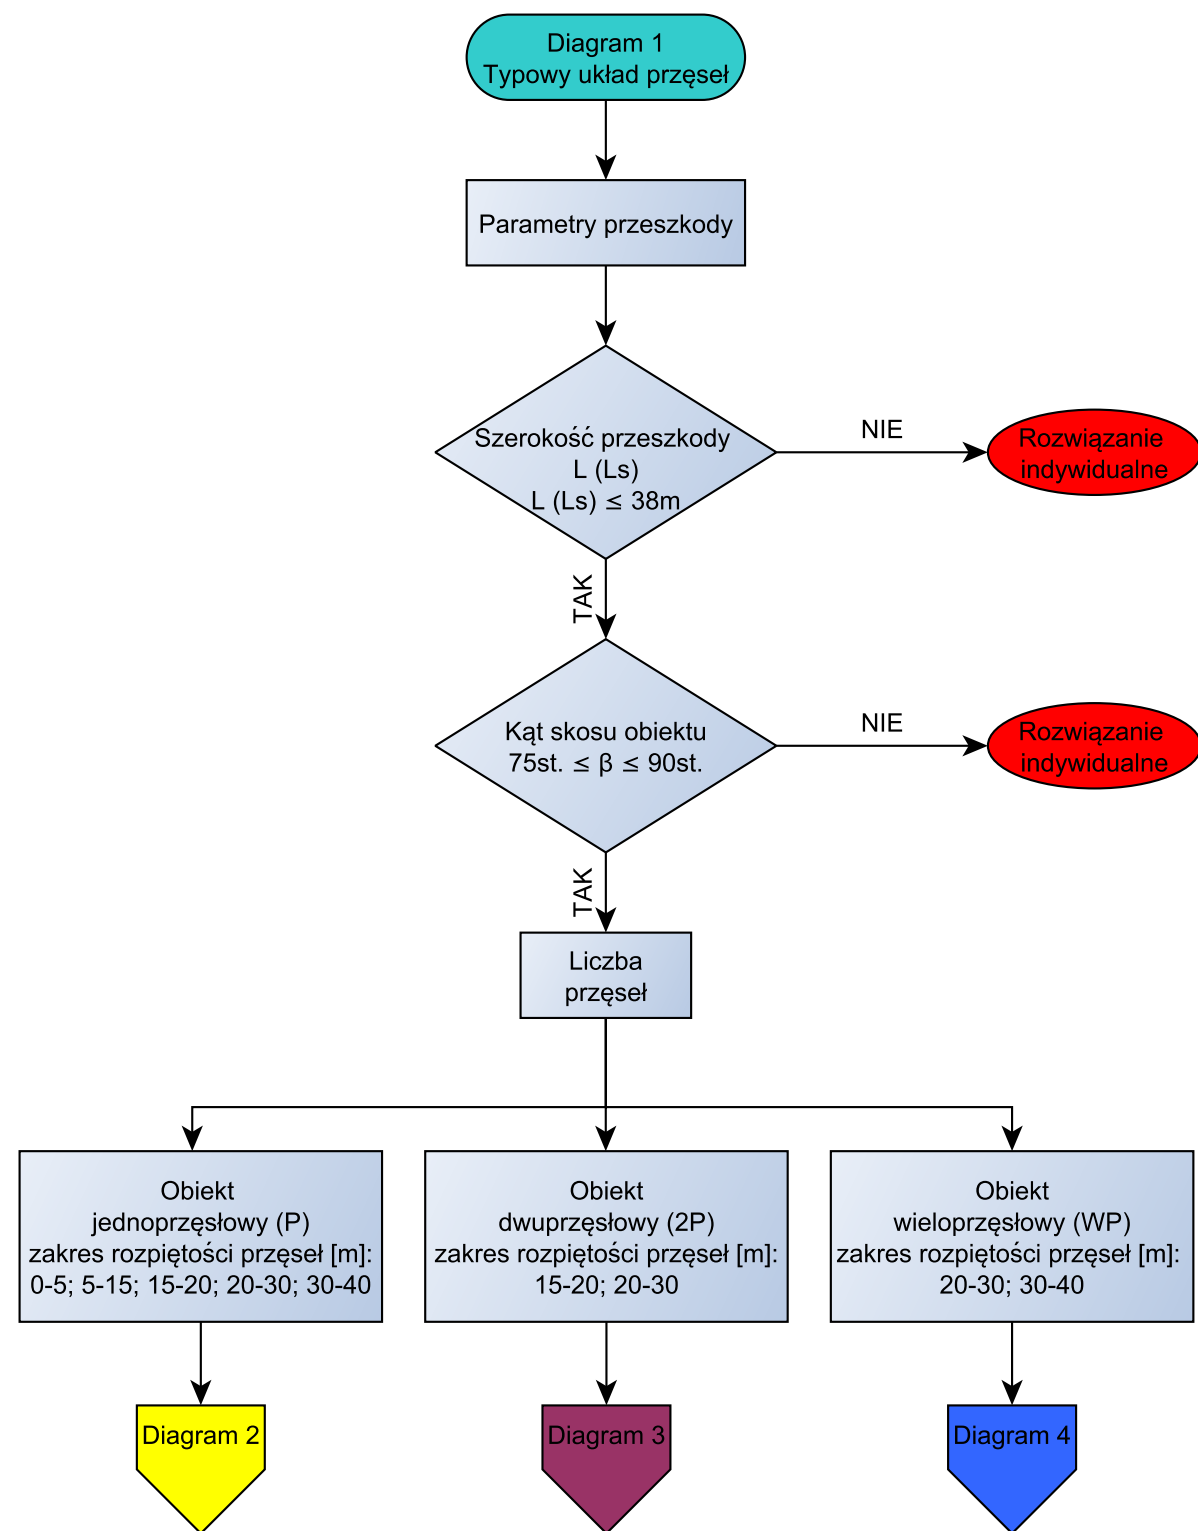 Diagram 1
Typowy układ przęseł
Parametry przeszkody
Szerokość przeszkody
L (Ls)
L (Ls) ≤ 38m
NIE
Rozwiązanie
indywidualne
TAK
Kąt skosu obiektu
75st. ≤ β ≤ 90st.
NIE
Rozwiązanie
indywidualne
TAK
Liczba
przęseł
Obiekt
jednoprzęsłowy (P)
zakres rozpiętości przęseł [m]:
0-5; 5-15; 15-20; 20-30; 30-40
Obiekt
dwuprzęsłowy (2P)
zakres rozpiętości przęseł [m]:
15-20; 20-30
Obiekt
wieloprzęsłowy (WP)
zakres rozpiętości przęseł [m]:
20-30; 30-40
Diagram 2
Diagram 3
Diagram 4